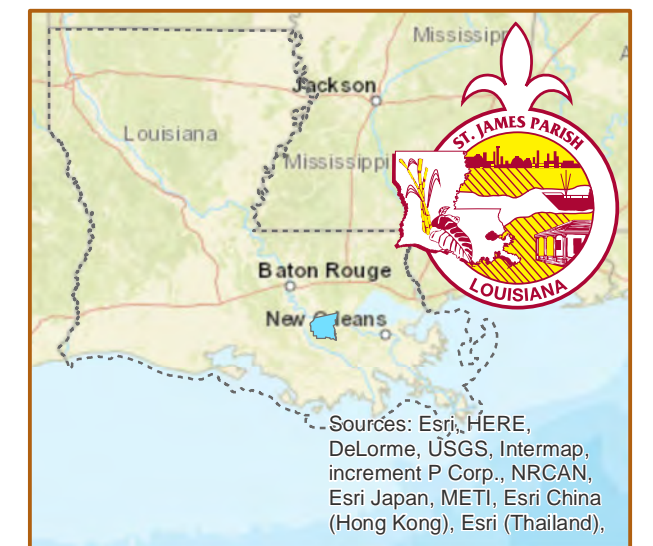 Mississip
Jackson
ST. JAMES PARISH
Louisiana
Mississippi
Baton Rouge
LOUISIANA
New Orleans
Sources: Esri, HERE,
DeLorme, USGS, Intermap,
increment P Corp., NRCAN,
Esri Japan, METI, Esri China
(Hong Kong), Esri (Thailand),